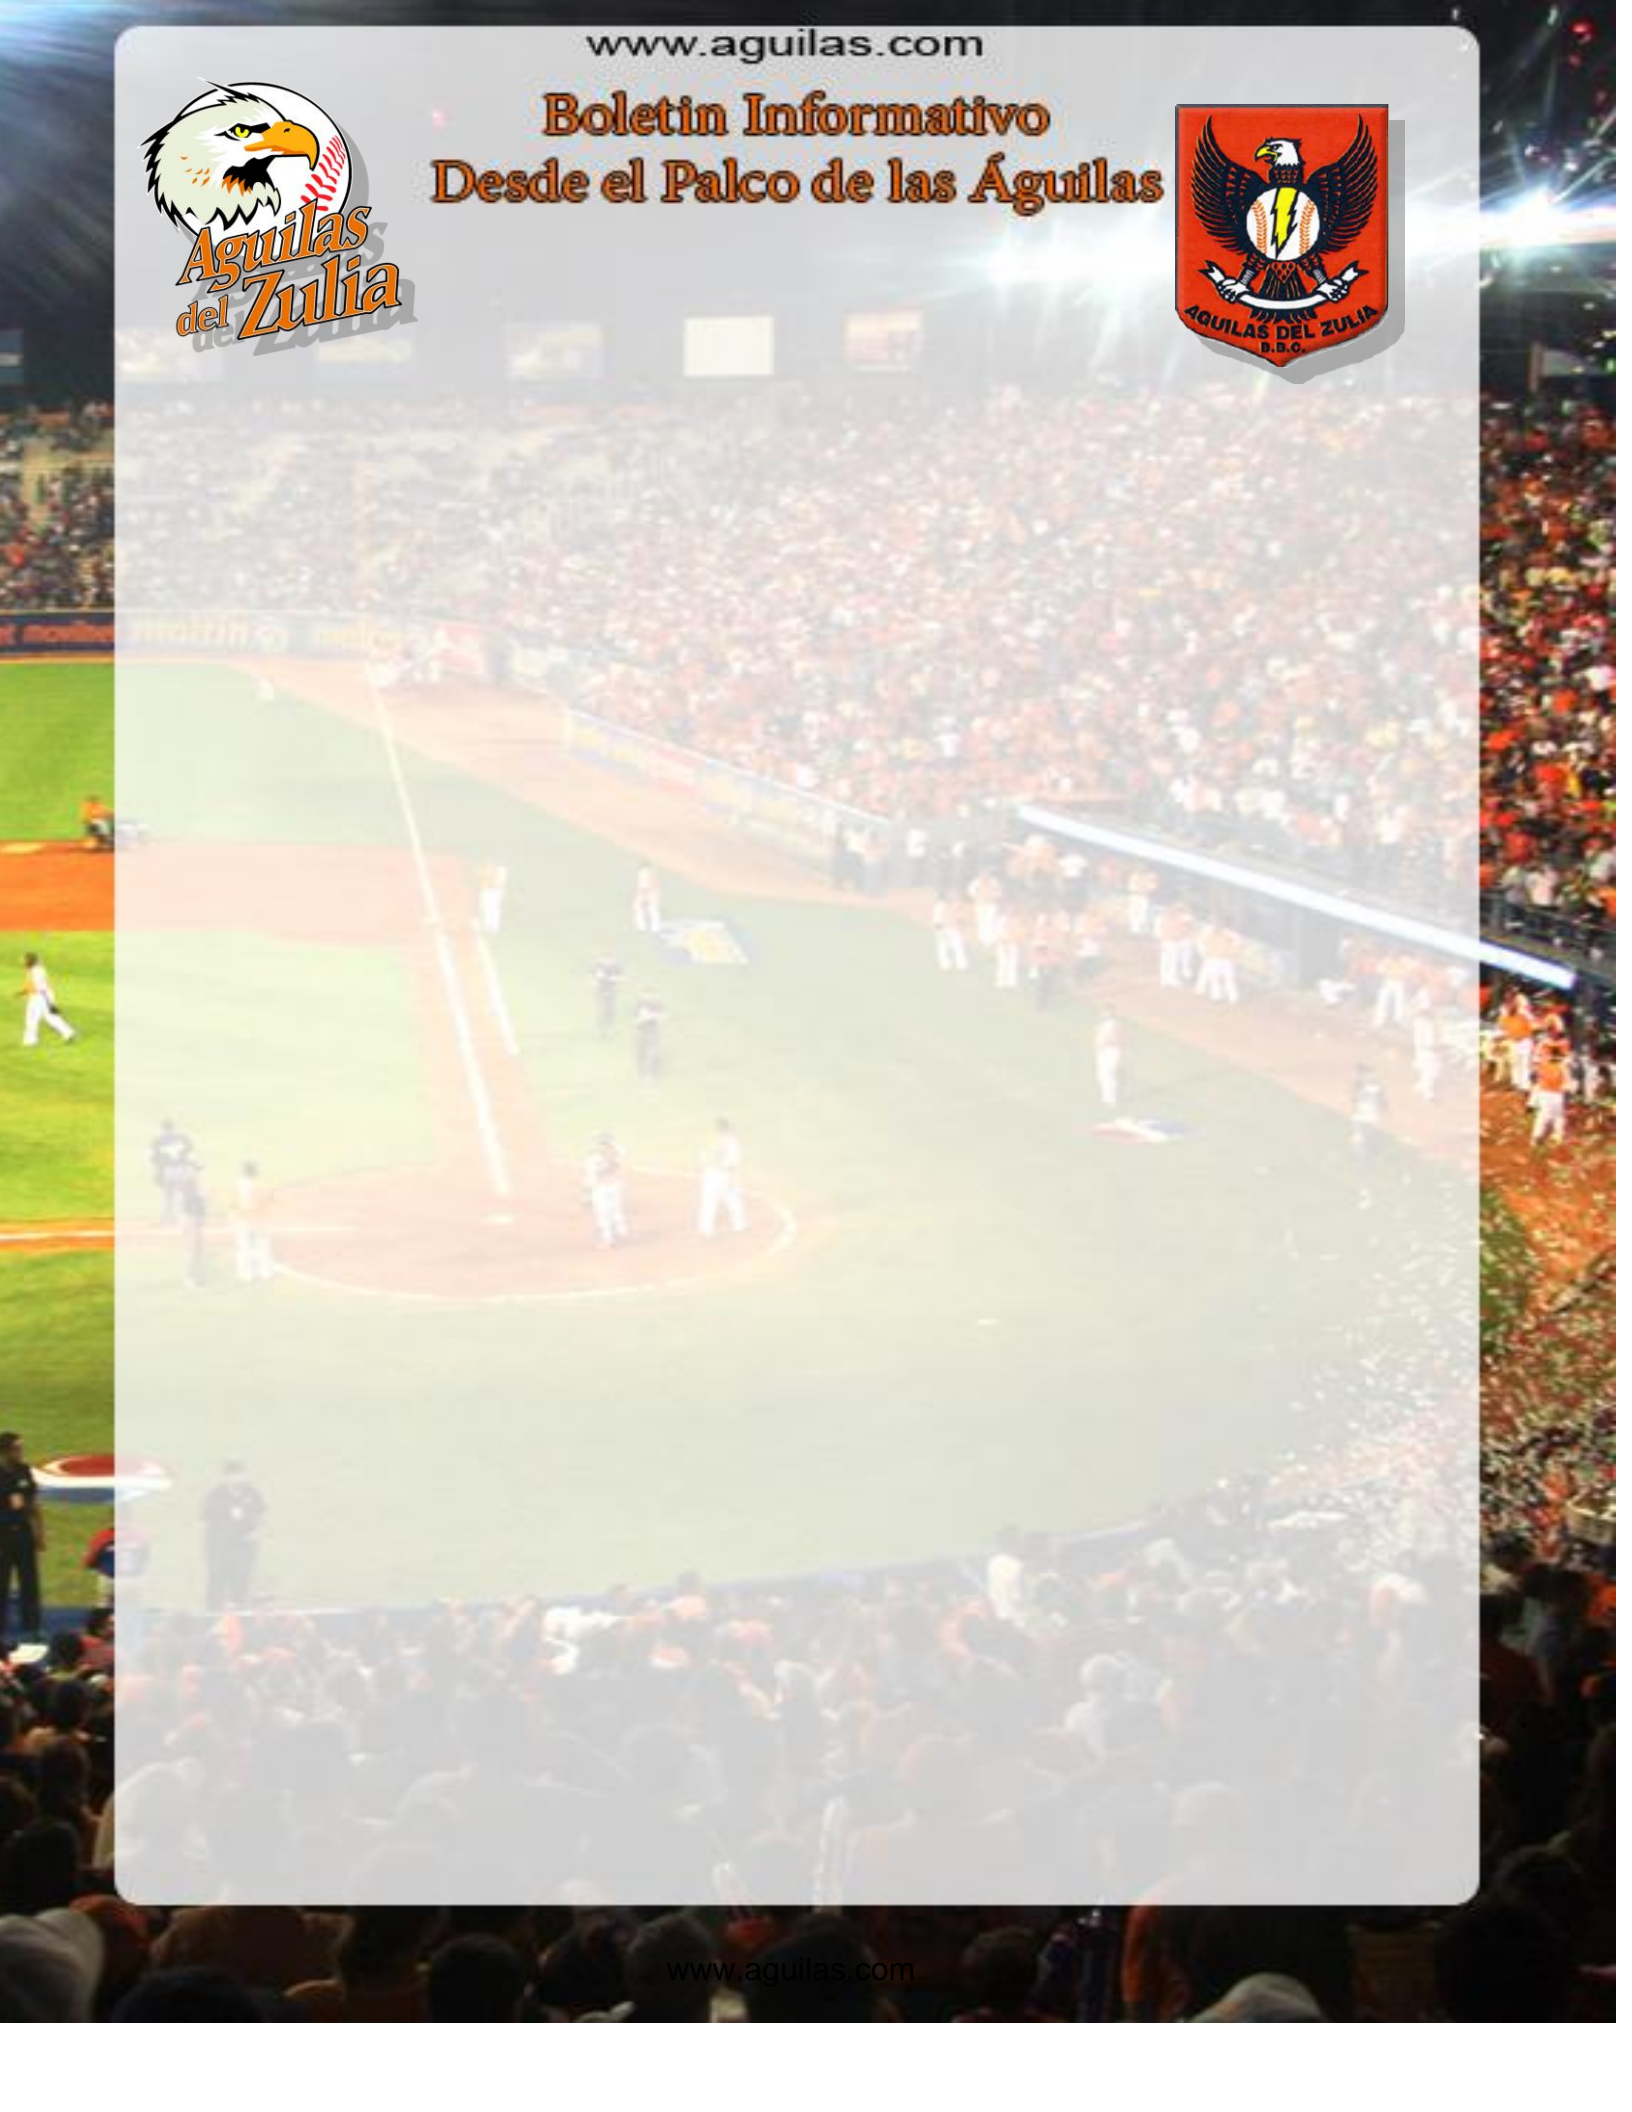 www.aguilas.com
Boletin Informativo
Desde el Palco de las Águilas
Aguilas
del Zulia
AGUILAS DEL ZULIA
B.B.C.
maltin
www.aguilas.com